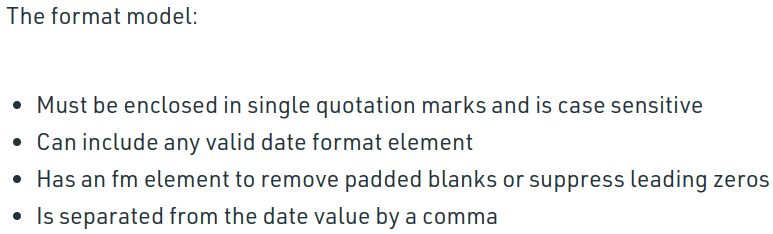 The format model:
• Must be enclosed in single quotation marks and is case sensitive
• Can include any valid date format element
• Has an fm element to remove padded blanks or suppress leading zeros
• Is separated from the date value by a comma